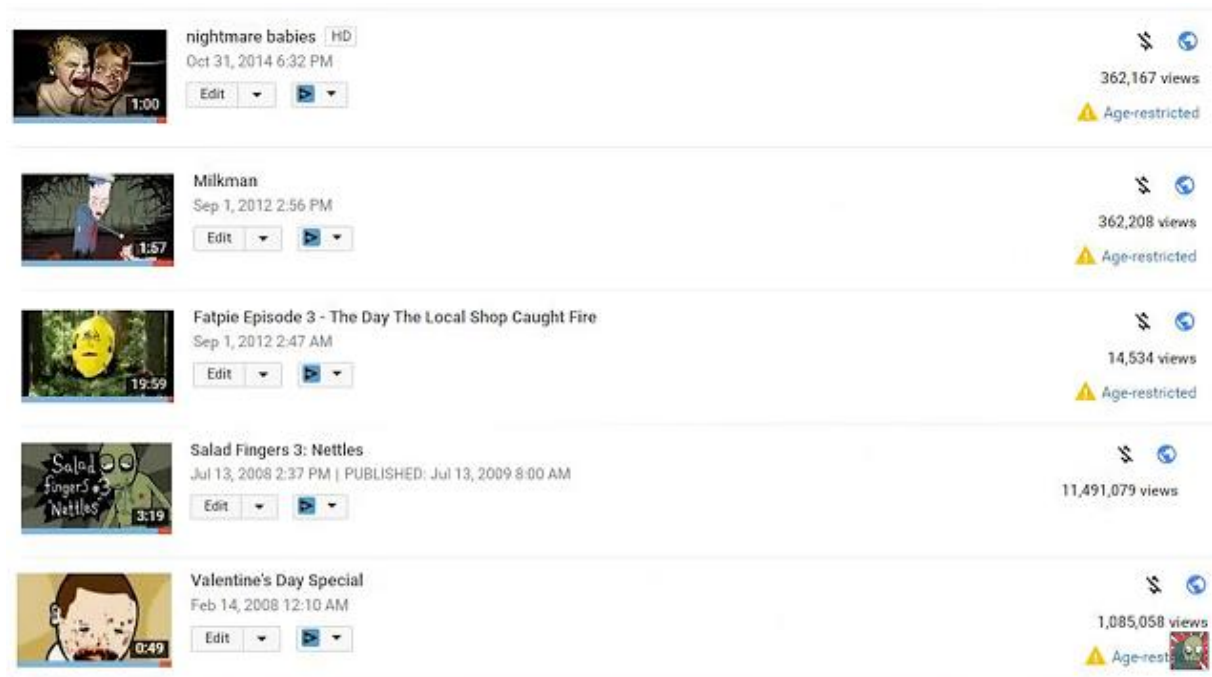 nightmare babies HD
Oct 31, 2014 6:32 PM
1:00
Edit
362,167 views
Age-restricted
Milkman
Sep 1, 2012 2:56 PM
1:57
Edit
362,208 views
Age-restricted
Fatpie Episode 3 - The Day The Local Shop Caught Fire
Sep 1, 2012 2:47 AM
19:59
Edit
14,534 views
Age-restricted
Salad Fingers 3: Nettles
Jul 13, 2008 2:37 PM | PUBLISHED: Jul 13, 2009 8:00 AM
Salad
fingers #3
"Nettles"
3:19
Edit
11,491,079 views
Valentine's Day Special
Feb 14, 2008 12:10 AM
0:49
Edit
1,085,058 views
Age-rest